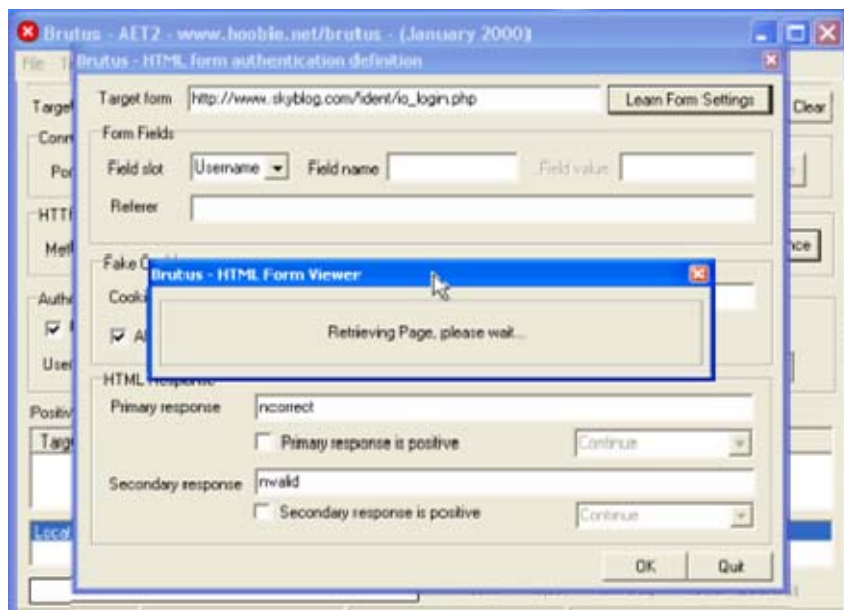 Brutus - AET2 - www.hoobie.net/brutus - (January 2000)
File
Brutus - HTML form authentication definition
Target form http://www.skyblog.com/ident/io_login.php Learn Form Settings
Clear
Form Fields
Field slot Username Field name Field value
Referer
Brutus - HTML Form Viewer
Retrieving Page, please wait...
HTML Response
Primary response ncorrect
Primary response is positive Continue
Secondary response nvalid
Secondary response is positive Continue
OK Quit